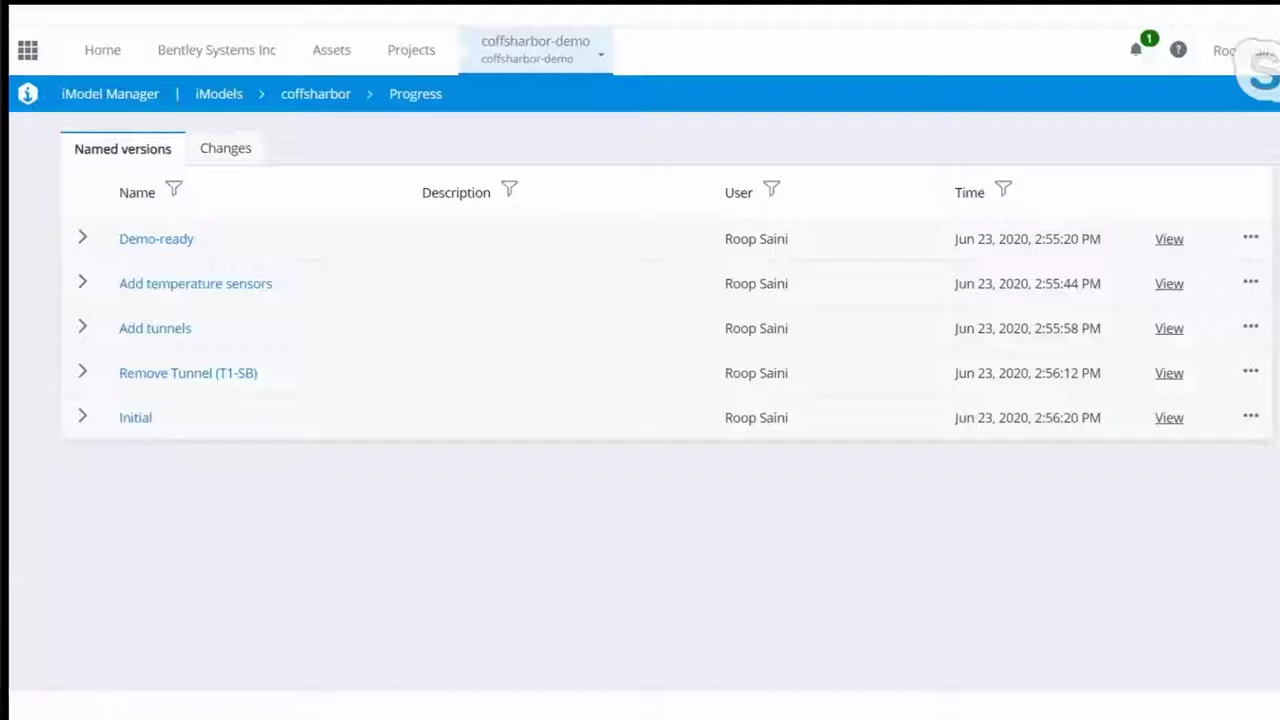 Home Bentley Systems Inc Assets Projects coffsharbor-demo
coffsharbor-demo
1
iModel Manager | iModels > coffsharbor > Progress
Named versions Changes
Name Description User Time
Demo-ready Roop Saini Jun 23, 2020, 2:55:20 PM View
Add temperature sensors Roop Saini Jun 23, 2020, 2:55:44 PM View
Add tunnels Roop Saini Jun 23, 2020, 2:55:58 PM View
Remove Tunnel (T1-SB) Roop Saini Jun 23, 2020, 2:56:12 PM View
Initial Roop Saini Jun 23, 2020, 2:56:20 PM View